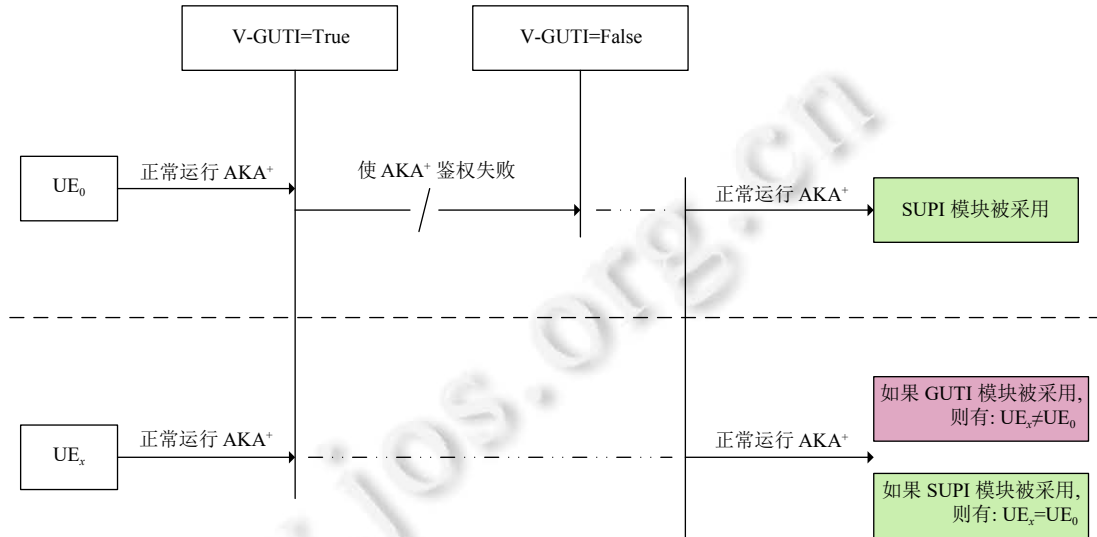 V-GUTI=True
V-GUTI=False
UE₀
正常运行 AKA⁺
使 AKA⁺ 鉴权失败
正常运行 AKA⁺
SUPI 模块被采用
UEₓ
正常运行 AKA⁺
正常运行 AKA⁺
如果 GUTI 模块被采用,
则有: UEₓ≠UE₀
如果 SUPI 模块被采用,
则有: UEₓ=UE₀
jos.org.cn